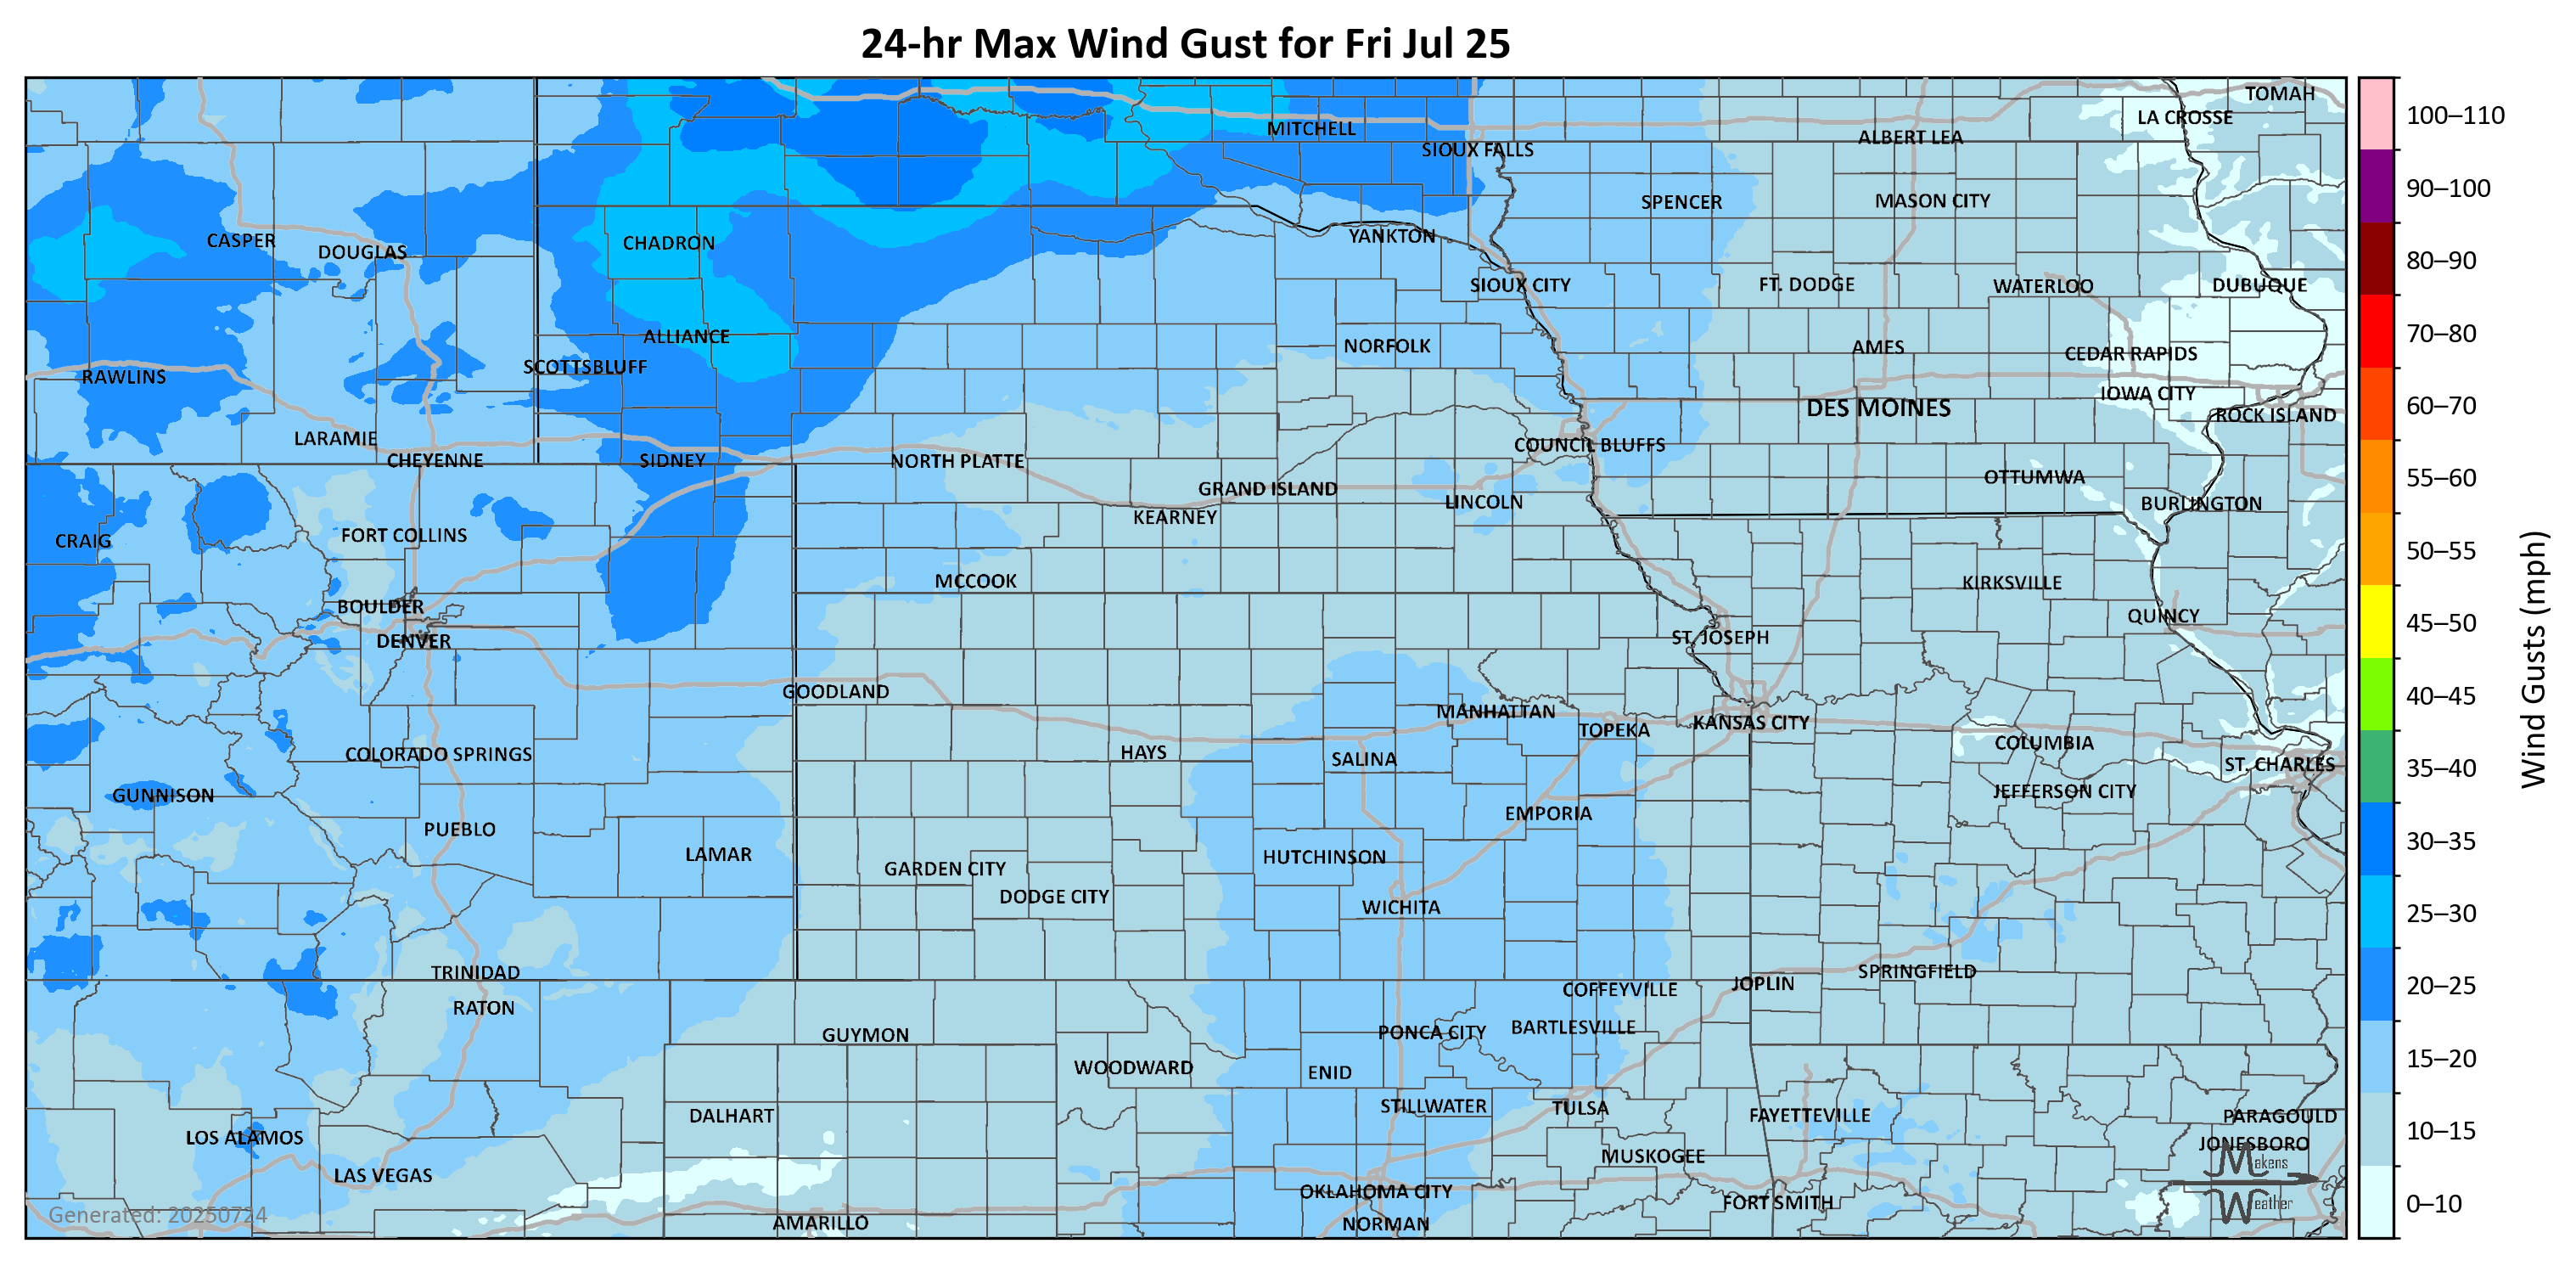 24-hr Max Wind Gust for Fri Jul 25
TOMAH
LA CROSSE
MITCHELL
ALBERT LEA
SIOUX FALLS
SPENCER
MASON CITY
CASPER
DOUGLAS
CHADRON
YANKTON
SIOUX CITY
FT. DODGE
WATERLOO
DUBUQUE
ALLIANCE
NORFOLK
AMES
CEDAR RAPIDS
RAWLINS
SCOTTSBLUFF
IOWA CITY
DES MOINES
ROCK ISLAND
LARAMIE
COUNCIL BLUFFS
CHEYENNE
SIDNEY
NORTH PLATTE
OTTUMWA
GRAND ISLAND
LINCOLN
BURLINGTON
KEARNEY
CRAIG
FORT COLLINS
MCCOOK
KIRKSVILLE
BOULDER
QUINCY
DENVER
ST. JOSEPH
GOODLAND
MANHATTAN
TOPEKA
KANSAS CITY
COLUMBIA
COLORADO SPRINGS
HAYS
SALINA
ST. CHARLES
GUNNISON
JEFFERSON CITY
EMPORIA
PUEBLO
LAMAR
HUTCHINSON
GARDEN CITY
DODGE CITY
WICHITA
TRINIDAD
SPRINGFIELD
JOPLIN
COFFEYVILLE
RATON
GUYMON
PONCA CITY
BARTLESVILLE
WOODWARD
ENID
DALHART
STILLWATER
TULSA
FAYETTEVILLE
PARAGOULD
LOS ALAMOS
JONESBORO
MUSKOGEE
LAS VEGAS
OKLAHOMA CITY
FORT SMITH
AMARILLO
NORMAN
Generated: 20250724
Makens
Weather
100–110
90–100
80–90
70–80
60–70
55–60
50–55
45–50
40–45
35–40
30–35
25–30
20–25
15–20
10–15
0–10
Wind Gusts (mph)